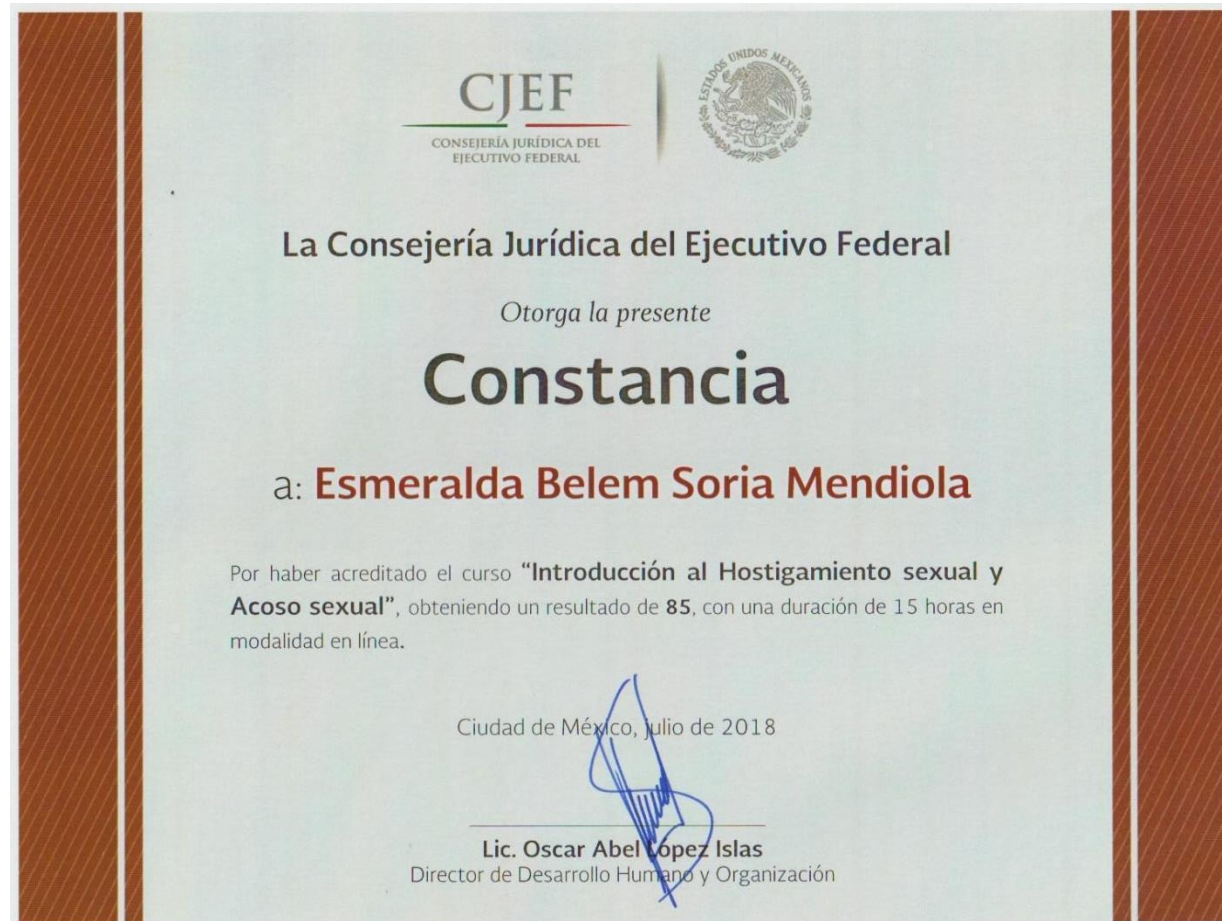 CJEF
CONSEJERÍA JURÍDICA DEL
EJECUTIVO FEDERAL
ESTADOS UNIDOS MEXICANOS
La Consejería Jurídica del Ejecutivo Federal
Otorga la presente
Constancia
a: Esmeralda Belem Soria Mendiola
Por haber acreditado el curso “Introducción al Hostigamiento sexual y
Acoso sexual”, obteniendo un resultado de 85, con una duración de 15 horas en
modalidad en línea.
Ciudad de México, julio de 2018
Lic. Oscar Abel López Islas
Director de Desarrollo Humano y Organización